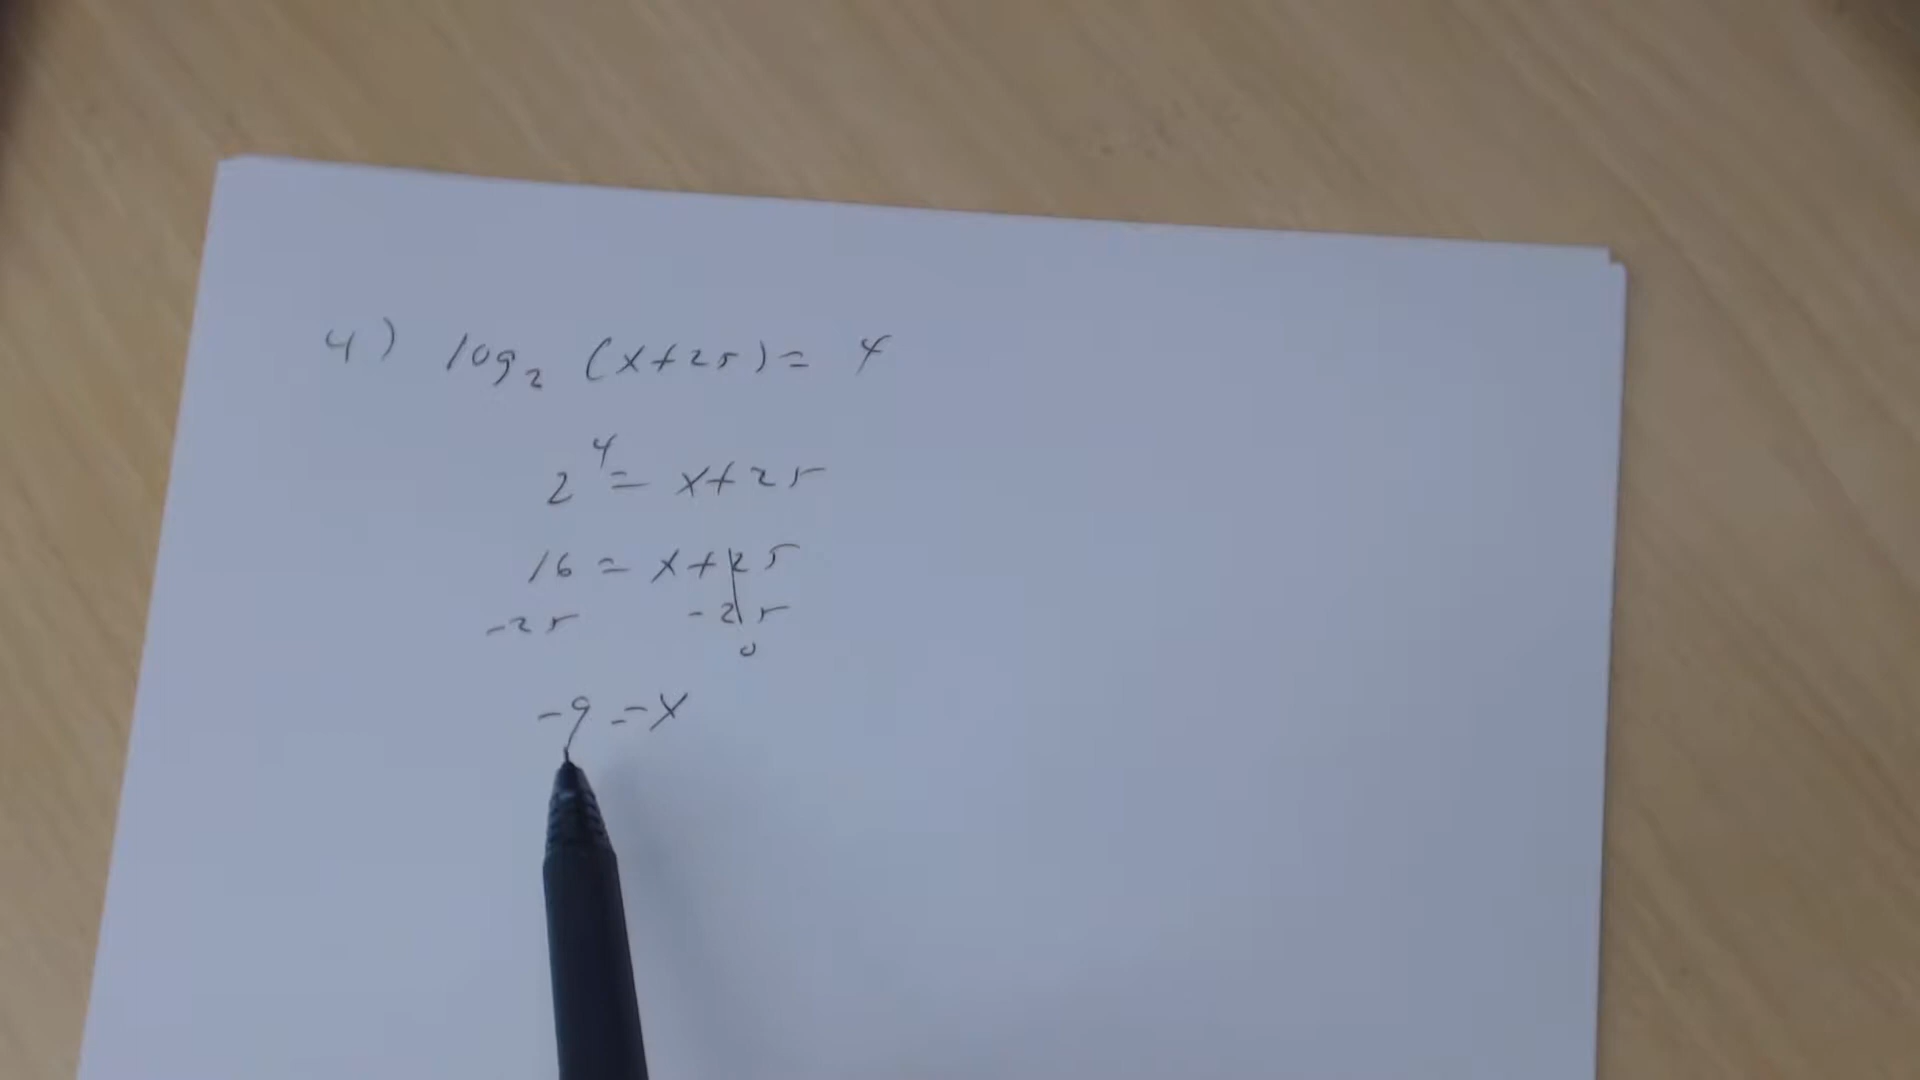 4) log₂ (x+25) = 4
2⁴ = x+25
16 = x+25
-25 -25
0
-9 = x